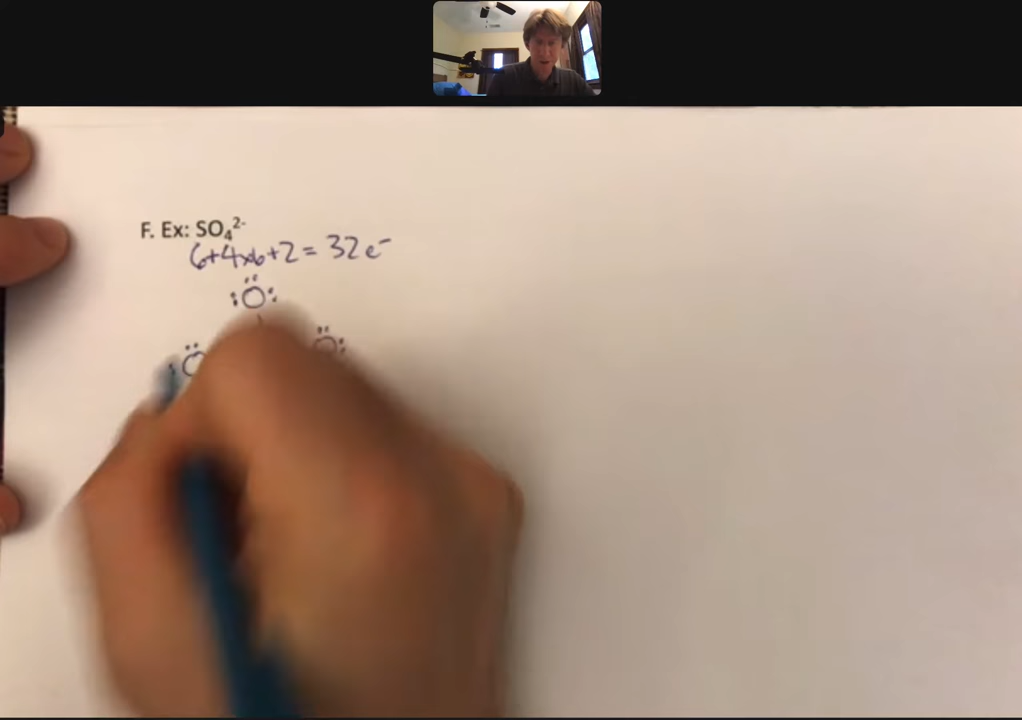 F. Ex: SO₄²⁻
6+4x6+2 = 32 e⁻
:Ö:
:Ö
Ö: